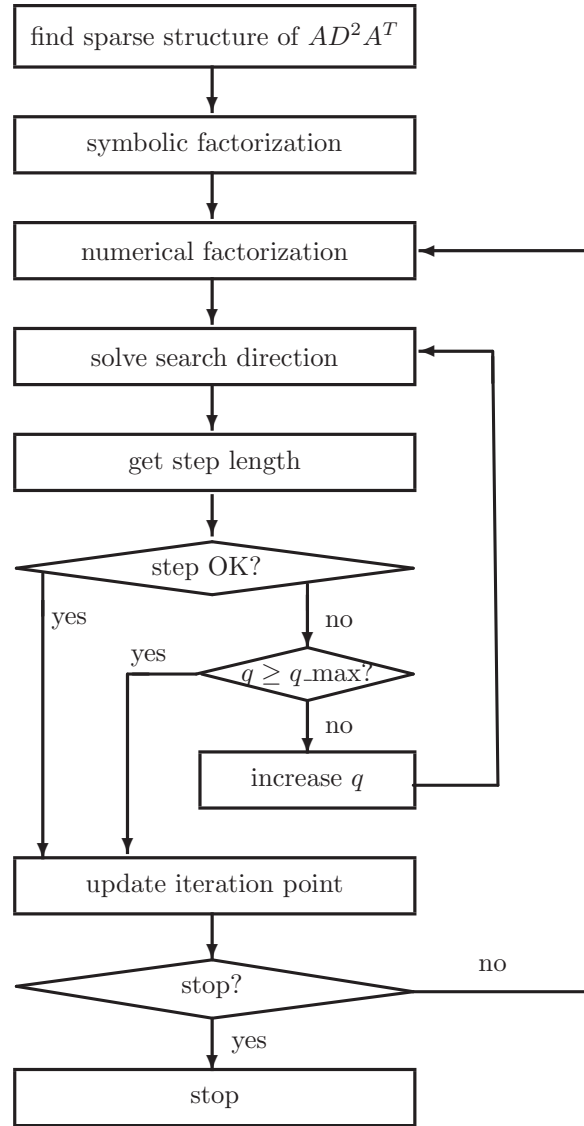 find sparse structure of AD²Aᵀ
symbolic factorization
numerical factorization
solve search direction
get step length
step OK?
yes
no
yes
q ≥ q_max?
no
increase q
update iteration point
no
stop?
yes
stop